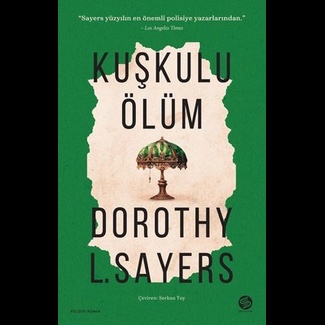 “Sayers yüzyılın en önemli polisiye yazarlarından.”
– Los Angeles Times
KUŞKULU
ÖLÜM
DOROTHY
L. SAYERS
Çeviren: Serkan Toy